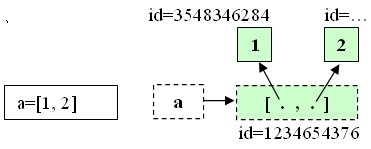 id=3548346284 id=...
1 2
a=[1, 2] a [ . , . ]
id=1234654376